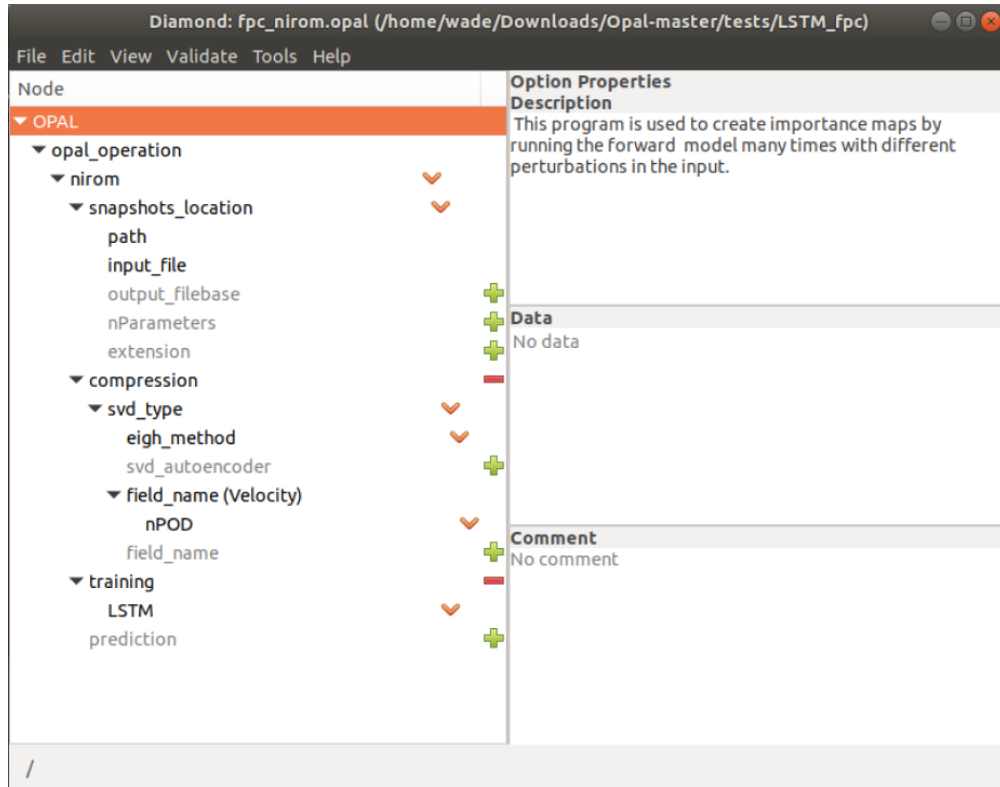 Diamond: fpc_nirom.opal (/home/wade/Downloads/Opal-master/tests/LSTM_fpc)
File Edit View Validate Tools Help
Node
OPAL
opal_operation
nirom
snapshots_location
path
input_file
output_filebase
nParameters
extension
compression
svd_type
eigh_method
svd_autoencoder
field_name (Velocity)
nPOD
field_name
training
LSTM
prediction
Option Properties
Description
This program is used to create importance maps by
running the forward model many times with different
perturbations in the input.
Data
No data
Comment
No comment
/